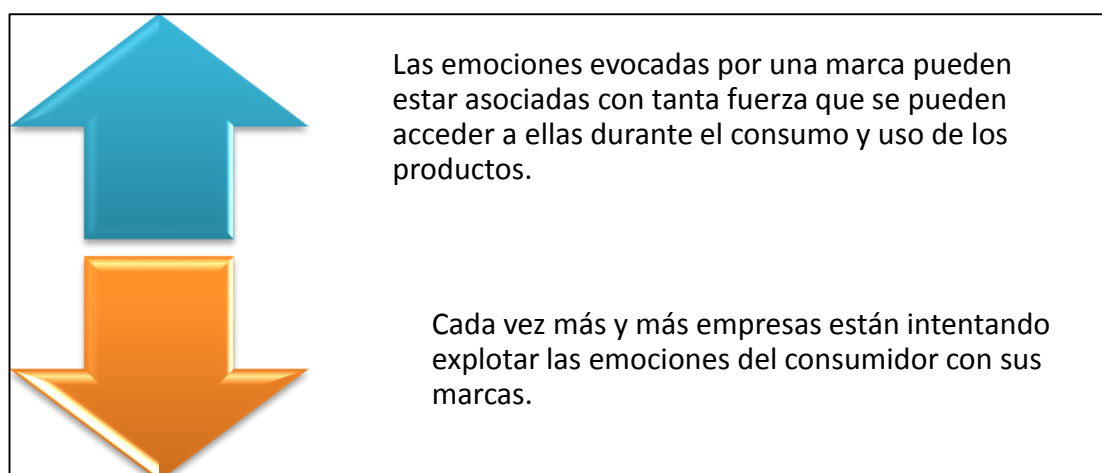 Las emociones evocadas por una marca pueden
estar asociadas con tanta fuerza que se pueden
acceder a ellas durante el consumo y uso de los
productos.
Cada vez más y más empresas están intentando
explotar las emociones del consumidor con sus
marcas.